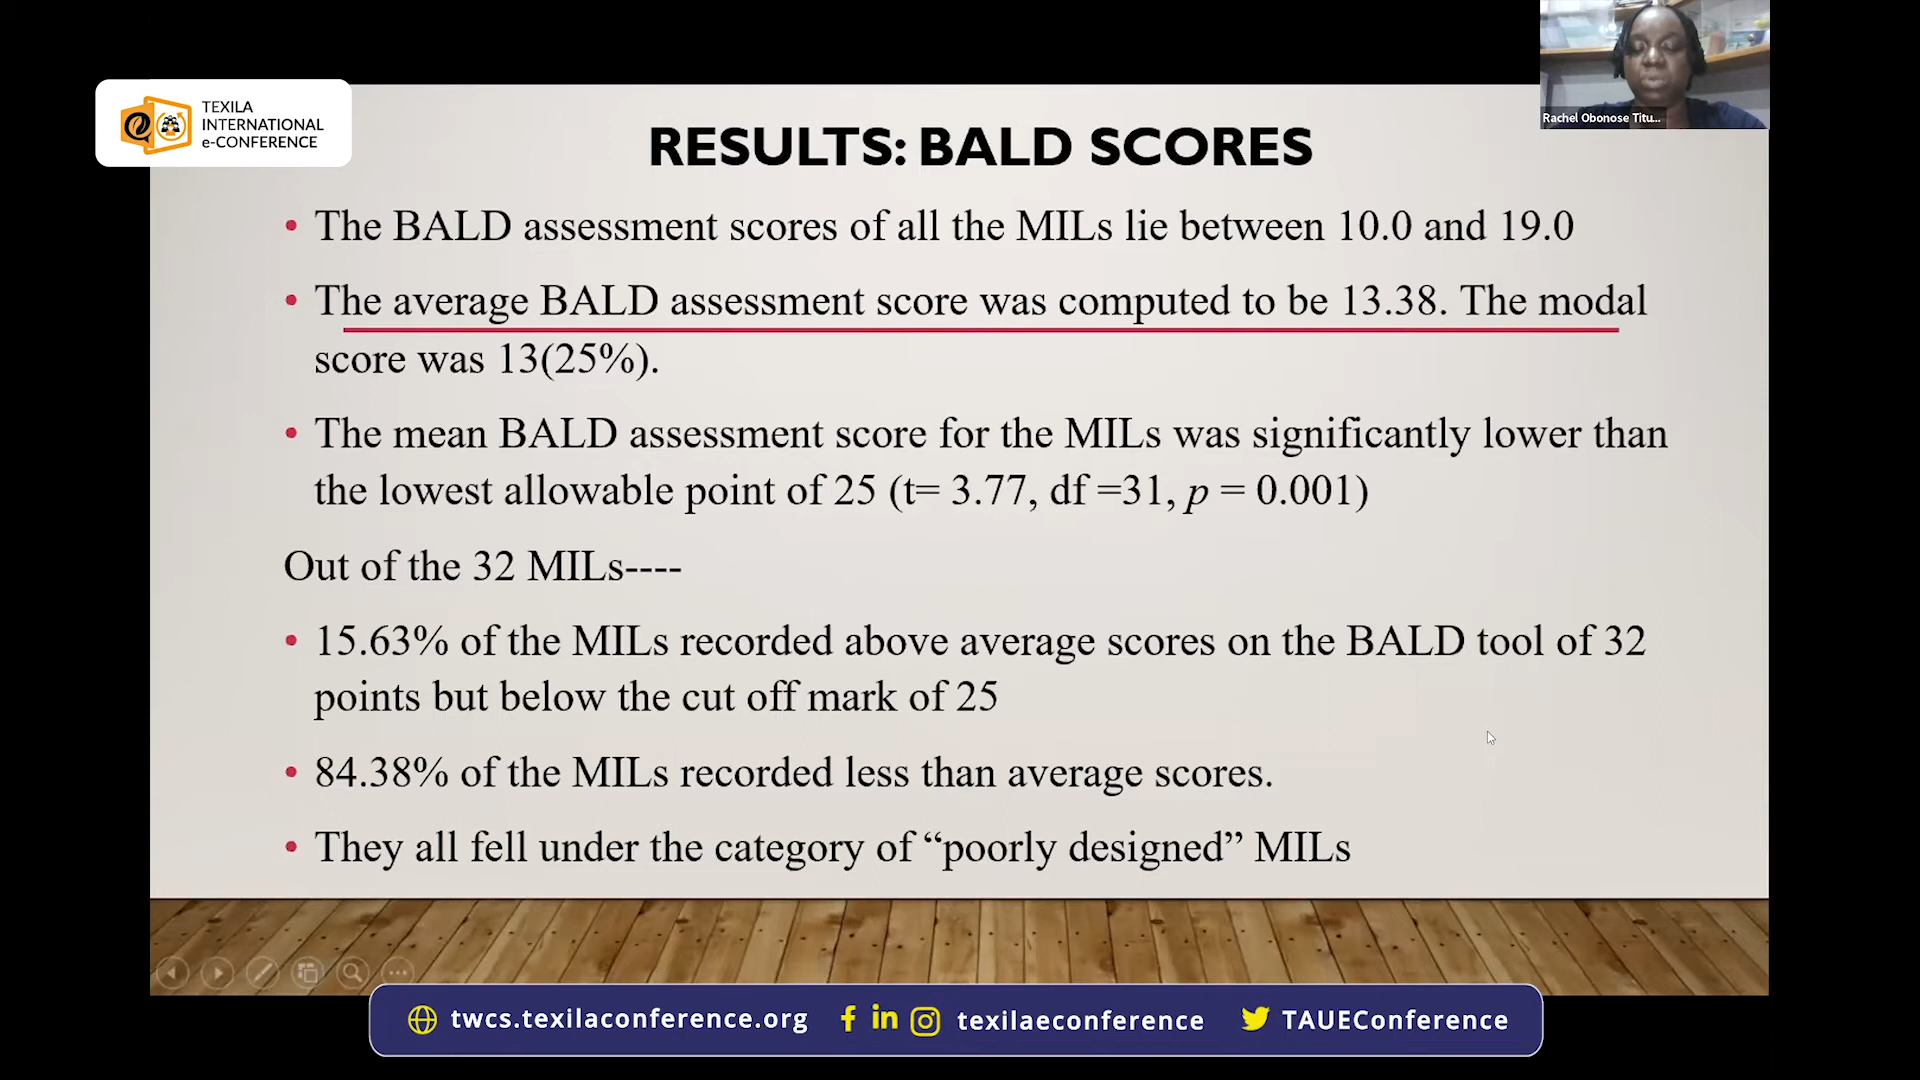 TEXILA
INTERNATIONAL
e-CONFERENCE
Rachel Obonose Titu...
RESULTS: BALD SCORES
• The BALD assessment scores of all the MILs lie between 10.0 and 19.0
• The average BALD assessment score was computed to be 13.38. The modal
score was 13(25%).
• The mean BALD assessment score for the MILs was significantly lower than
the lowest allowable point of 25 (t= 3.77, df =31, p = 0.001)
Out of the 32 MILs----
• 15.63% of the MILs recorded above average scores on the BALD tool of 32
points but below the cut off mark of 25
• 84.38% of the MILs recorded less than average scores.
• They all fell under the category of “poorly designed” MILs
twcs.texilaconference.org texilaeconference TAUEConference